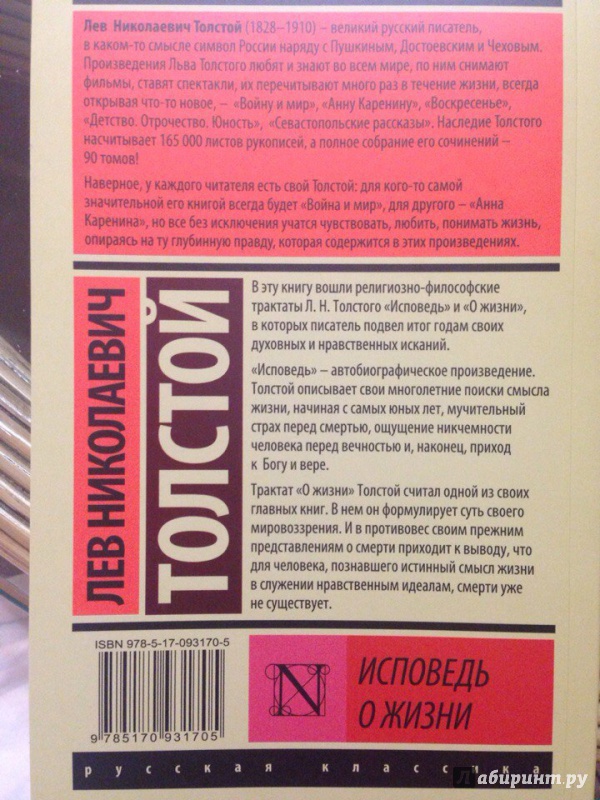 Лев Николаевич Толстой (1828–1910) – великий русский писатель,
в каком-то смысле символ России наряду с Пушкиным, Достоевским и Чеховым.
Произведения Льва Толстого любят и знают во всем мире, по ним снимают
фильмы, ставят спектакли, их перечитывают много раз в течение жизни, всегда
открывая что-то новое, – «Войну и мир», «Анну Каренину», «Воскресенье»,
«Детство. Отрочество. Юность», «Севастопольские рассказы». Наследие Толстого
насчитывает 165 000 листов рукописей, а полное собрание его сочинений –
90 томов!
Наверное, у каждого читателя есть свой Толстой: для кого-то самой
значительной его книгой всегда будет «Война и мир», для другого – «Анна
Каренина», но все без исключения учатся чувствовать, любить, понимать жизнь,
опираясь на ту глубинную правду, которая содержится в этих произведениях.
ЛЕВ НИКОЛАЕВИЧ
ТОЛСТОЙ
В эту книгу вошли религиозно-философские
трактаты Л. Н. Толстого «Исповедь» и «О жизни»,
в которых писатель подвел итог годам своих
духовных и нравственных исканий.
«Исповедь» – автобиографическое произведение.
Толстой описывает свои многолетние поиски смысла
жизни, начиная с самых юных лет, мучительный
страх перед смертью, ощущение никчемности
человека перед вечностью и, наконец, приход
к Богу и вере.
Трактат «О жизни» Толстой считал одной из своих
главных книг. В нем он формулирует суть своего
мировоззрения. И в противовес своим прежним
представлениям о смерти приходит к выводу, что
для человека, познавшего истинный смысл жизни
в служении нравственным идеалам, смерти уже
не существует.
ISBN 978-5-17-093170-5
9 785170 931705
N
ИСПОВЕДЬ
О ЖИЗНИ
русская классика
Лабиринт.ру